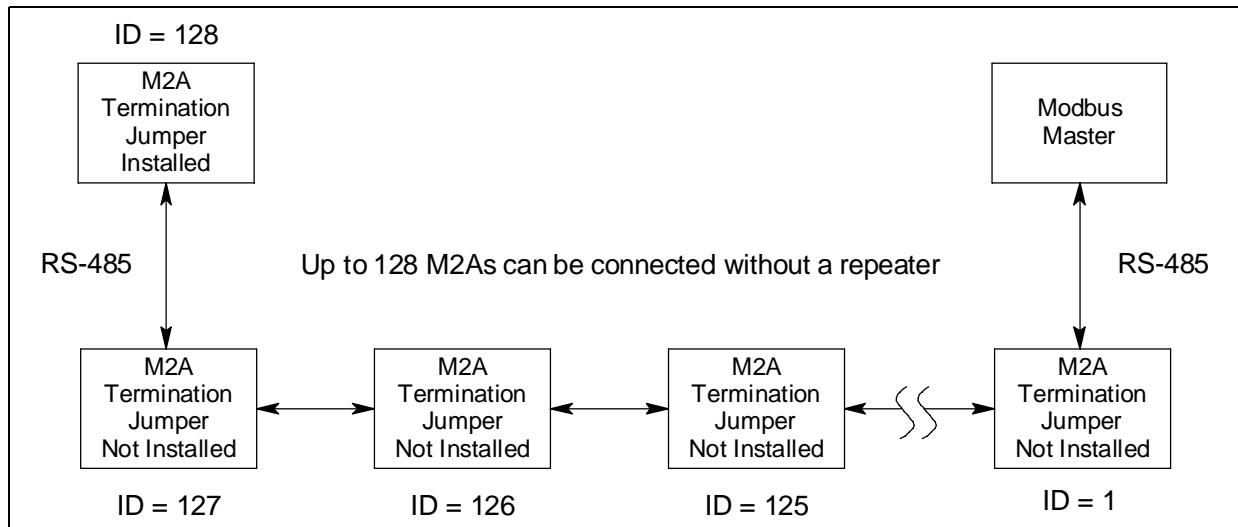 ID = 128
M2A
Termination
Jumper
Installed
Modbus
Master
RS-485
Up to 128 M2As can be connected without a repeater
RS-485
M2A
Termination
Jumper
Not Installed
M2A
Termination
Jumper
Not Installed
M2A
Termination
Jumper
Not Installed
M2A
Termination
Jumper
Not Installed
ID = 127
ID = 126
ID = 125
ID = 1